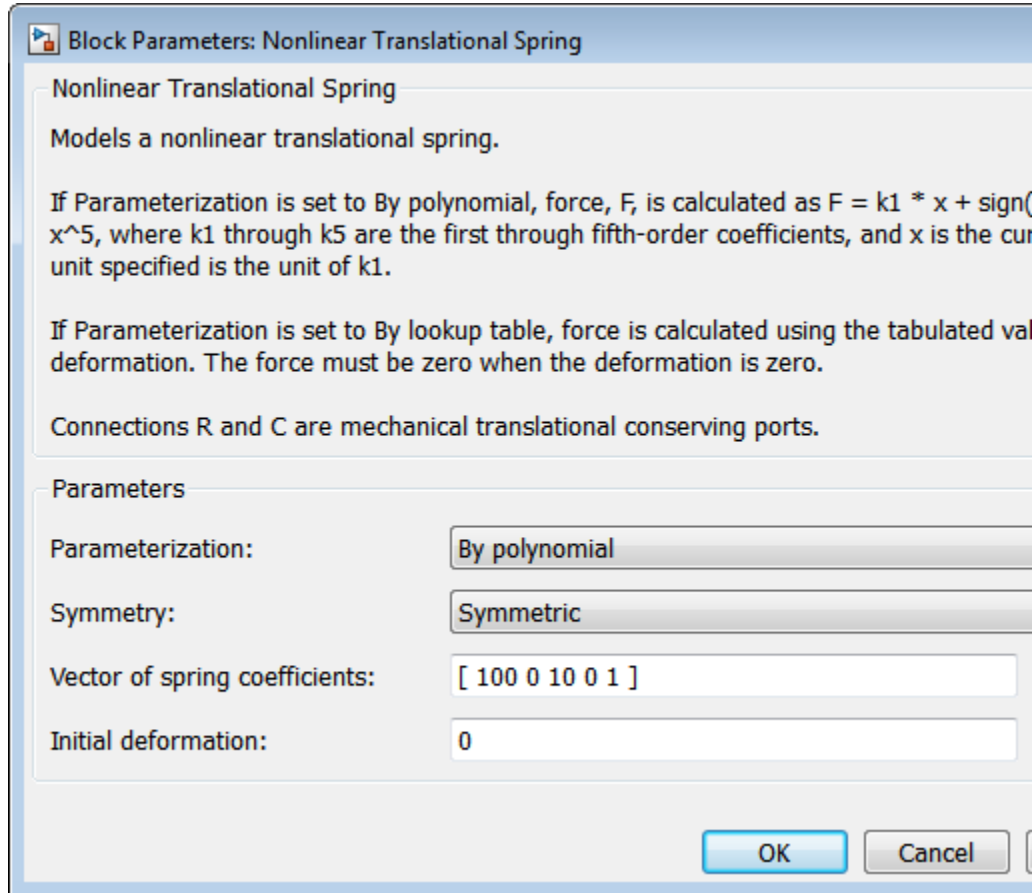 Block Parameters: Nonlinear Translational Spring
Nonlinear Translational Spring
Models a nonlinear translational spring.
If Parameterization is set to By polynomial, force, F, is calculated as F = k1 * x + sign(
x^5, where k1 through k5 are the first through fifth-order coefficients, and x is the
unit specified is the unit of k1.
If Parameterization is set to By lookup table, force is calculated using the tabulated
deformation. The force must be zero when the deformation is zero.
Connections R and C are mechanical translational conserving ports.
Parameters
Parameterization: By polynomial
Symmetry: Symmetric
Vector of spring coefficients: [ 100 0 10 0 1 ]
Initial deformation: 0
OK Cancel